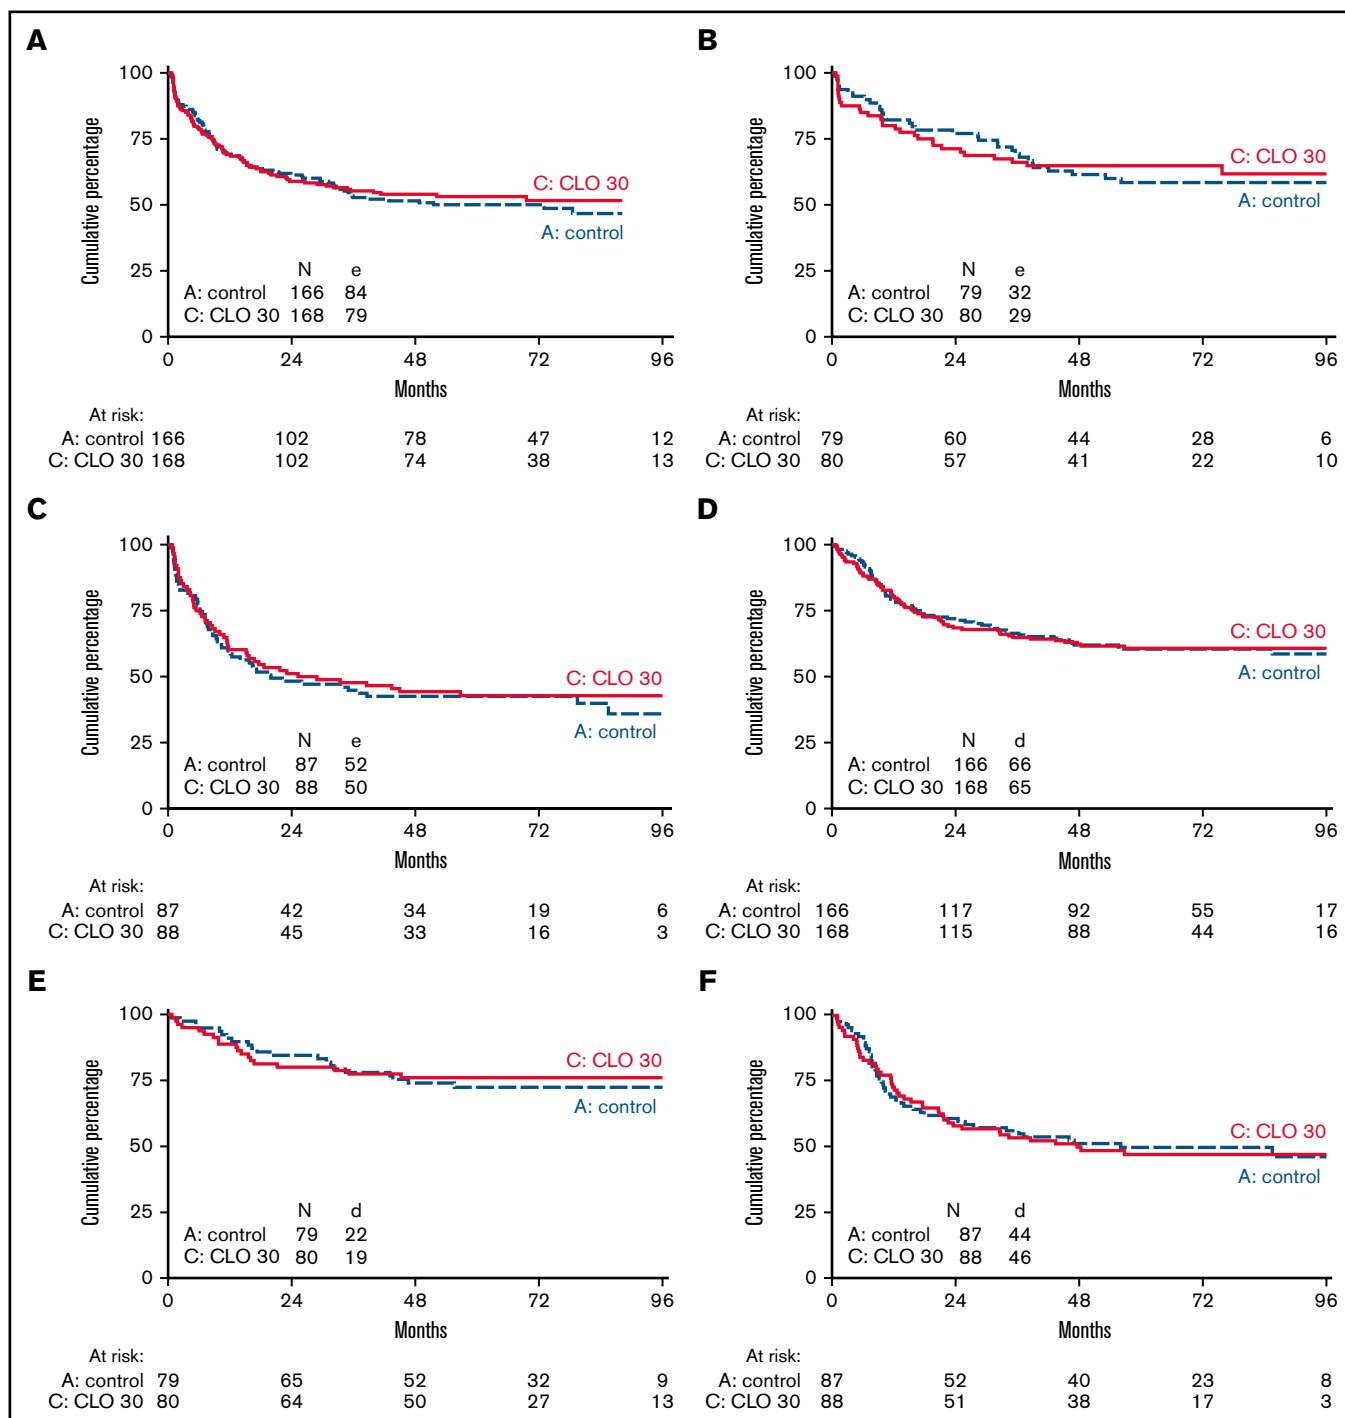 A
Cumulative percentage
100
75
50
25
0
C: CLO 30
A: control
N e
A: control 166 84
C: CLO 30 168 79
0 24 48 72 96
Months
At risk:
A: control 166 102 78 47 12
C: CLO 30 168 102 74 38 13
B
Cumulative percentage
100
75
50
25
0
C: CLO 30
A: control
N e
A: control 79 32
C: CLO 30 80 29
0 24 48 72 96
Months
At risk:
A: control 79 60 44 28 6
C: CLO 30 80 57 41 22 10
C
Cumulative percentage
100
75
50
25
0
C: CLO 30
A: control
N e
A: control 87 52
C: CLO 30 88 50
0 24 48 72 96
Months
At risk:
A: control 87 42 34 19 6
C: CLO 30 88 45 33 16 3
D
Cumulative percentage
100
75
50
25
0
C: CLO 30
A: control
N d
A: control 166 66
C: CLO 30 168 65
0 24 48 72 96
Months
At risk:
A: control 166 117 92 55 17
C: CLO 30 168 115 88 44 16
E
Cumulative percentage
100
75
50
25
0
C: CLO 30
A: control
N d
A: control 79 22
C: CLO 30 80 19
0 24 48 72 96
Months
At risk:
A: control 79 65 52 32 9
C: CLO 30 80 64 50 27 13
F
Cumulative percentage
100
75
50
25
0
C: CLO 30
A: control
N d
A: control 87 44
C: CLO 30 88 46
0 24 48 72 96
Months
At risk:
A: control 87 52 40 23 8
C: CLO 30 88 51 38 17 3